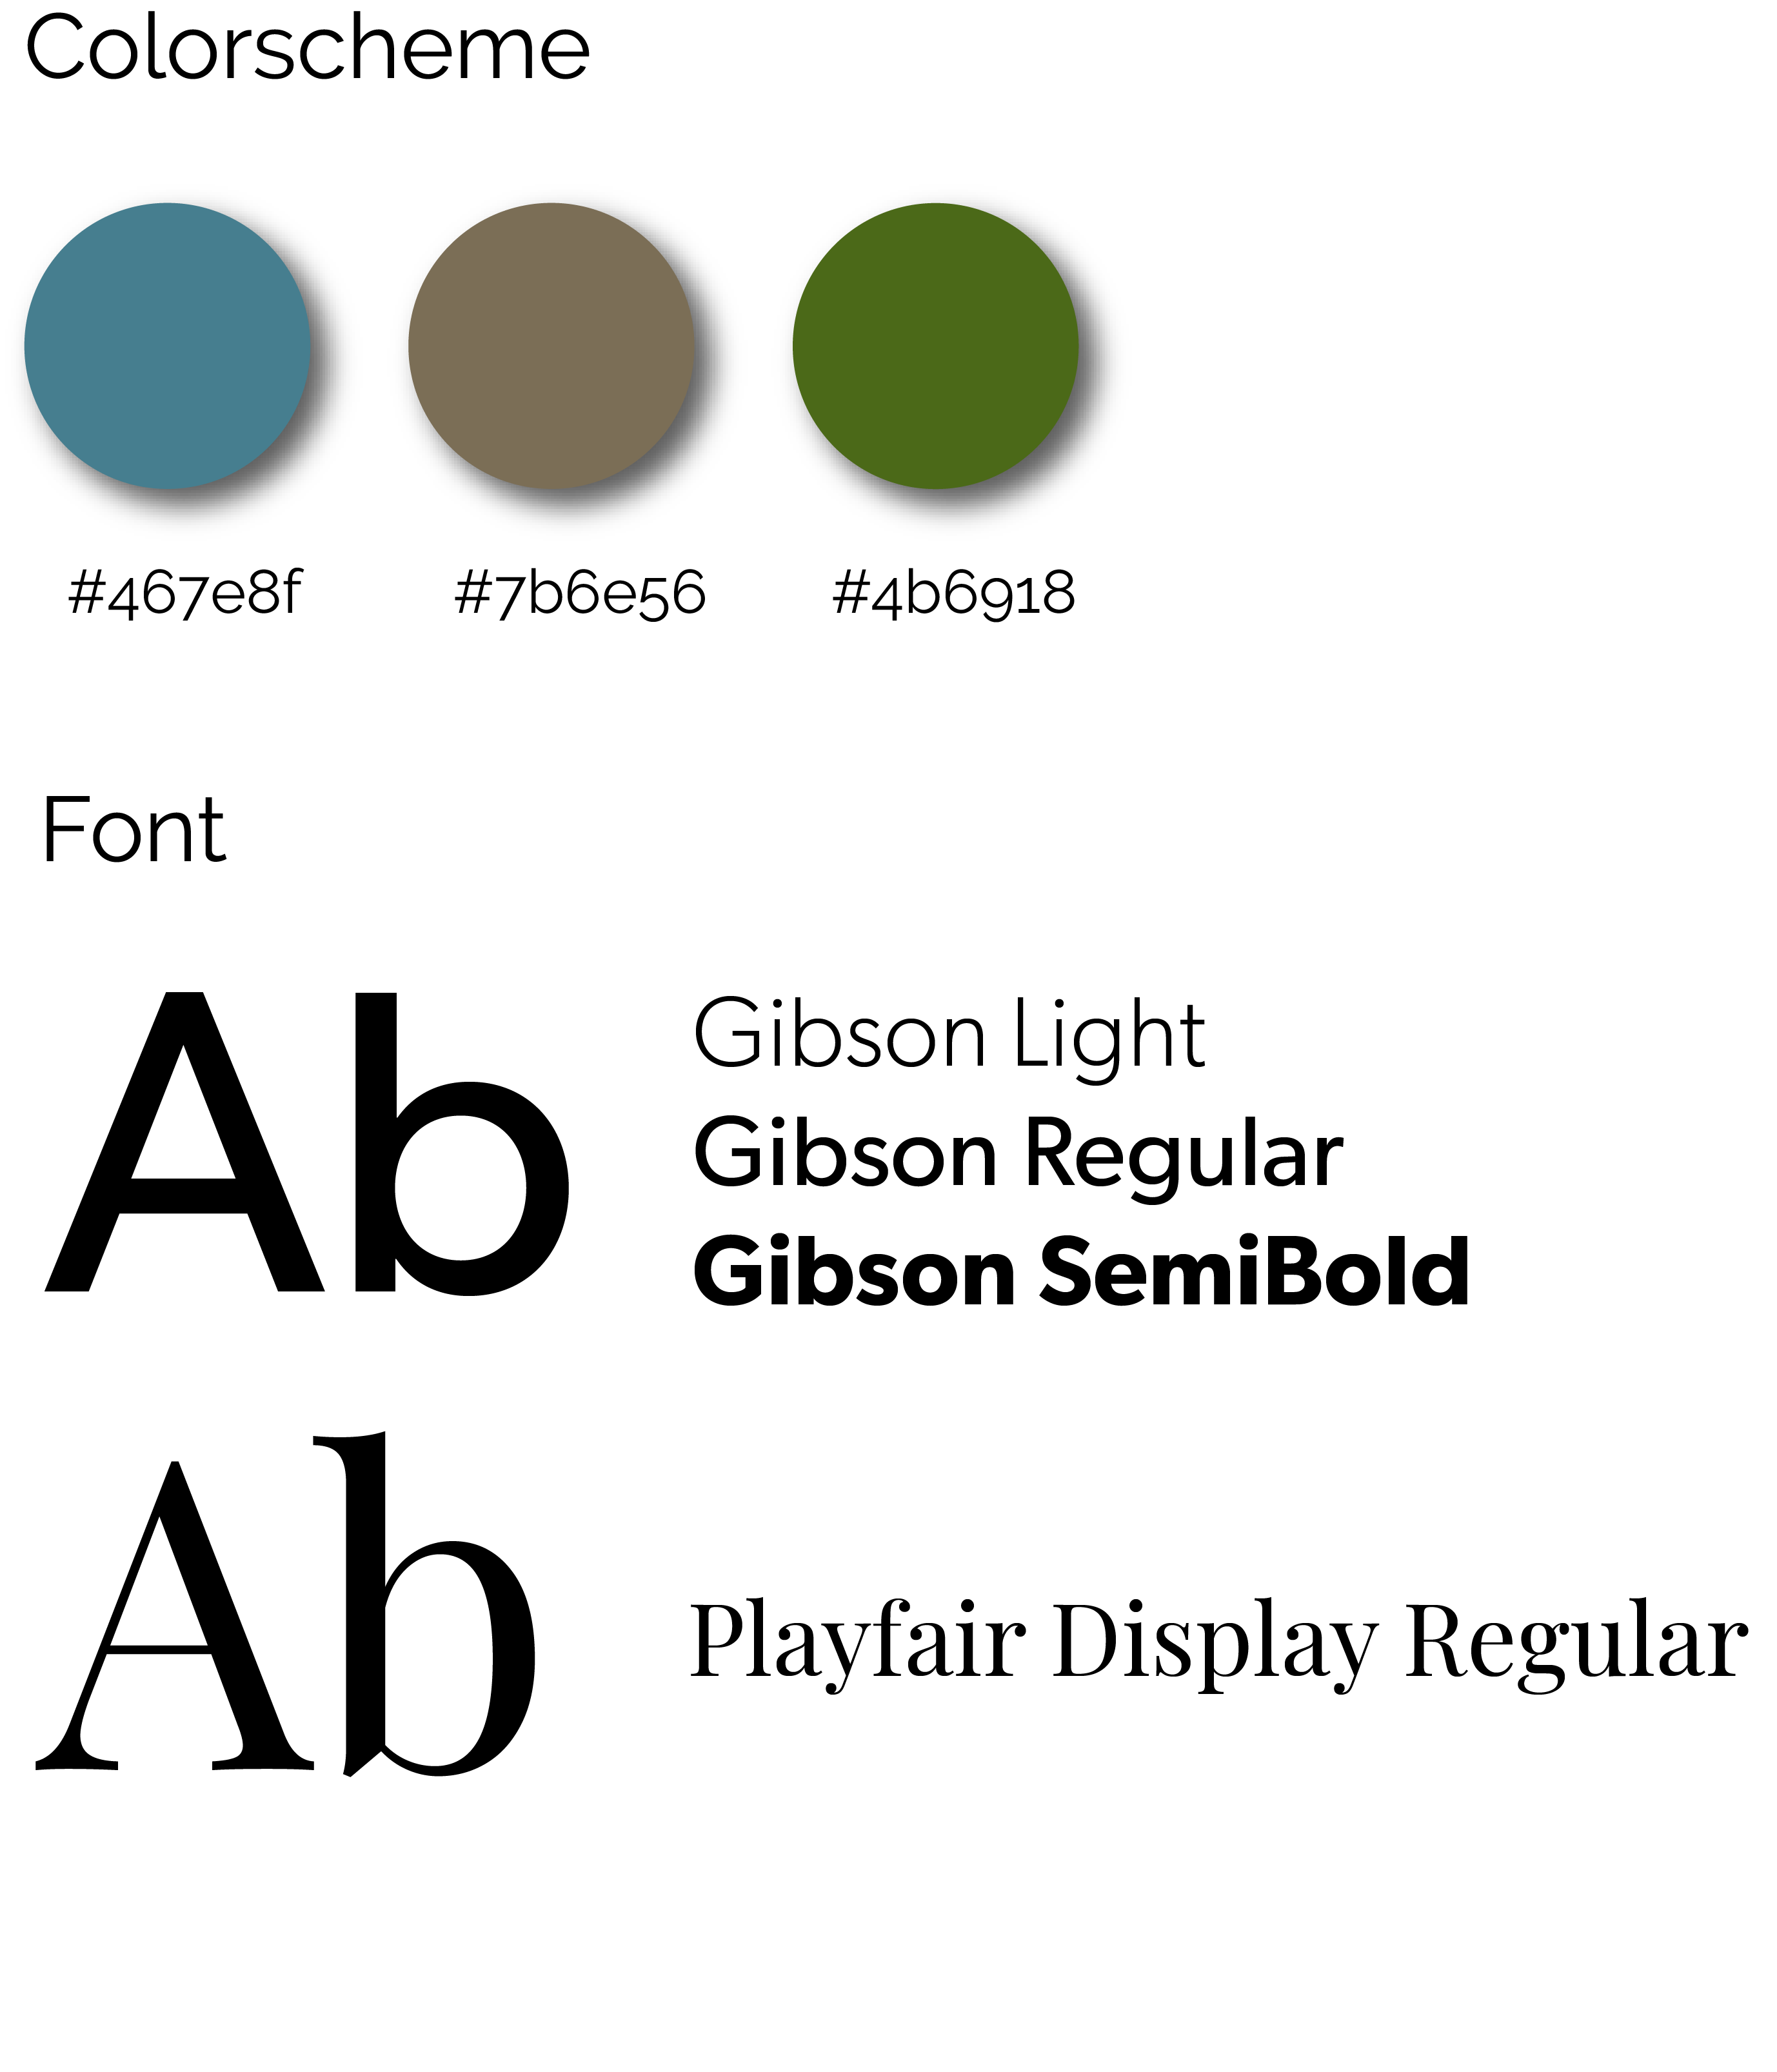 Colorscheme
#467e8f #7b6e56 #4b6918
Font
Ab
Gibson Light
Gibson Regular
Gibson SemiBold
Ab
Playfair Display Regular